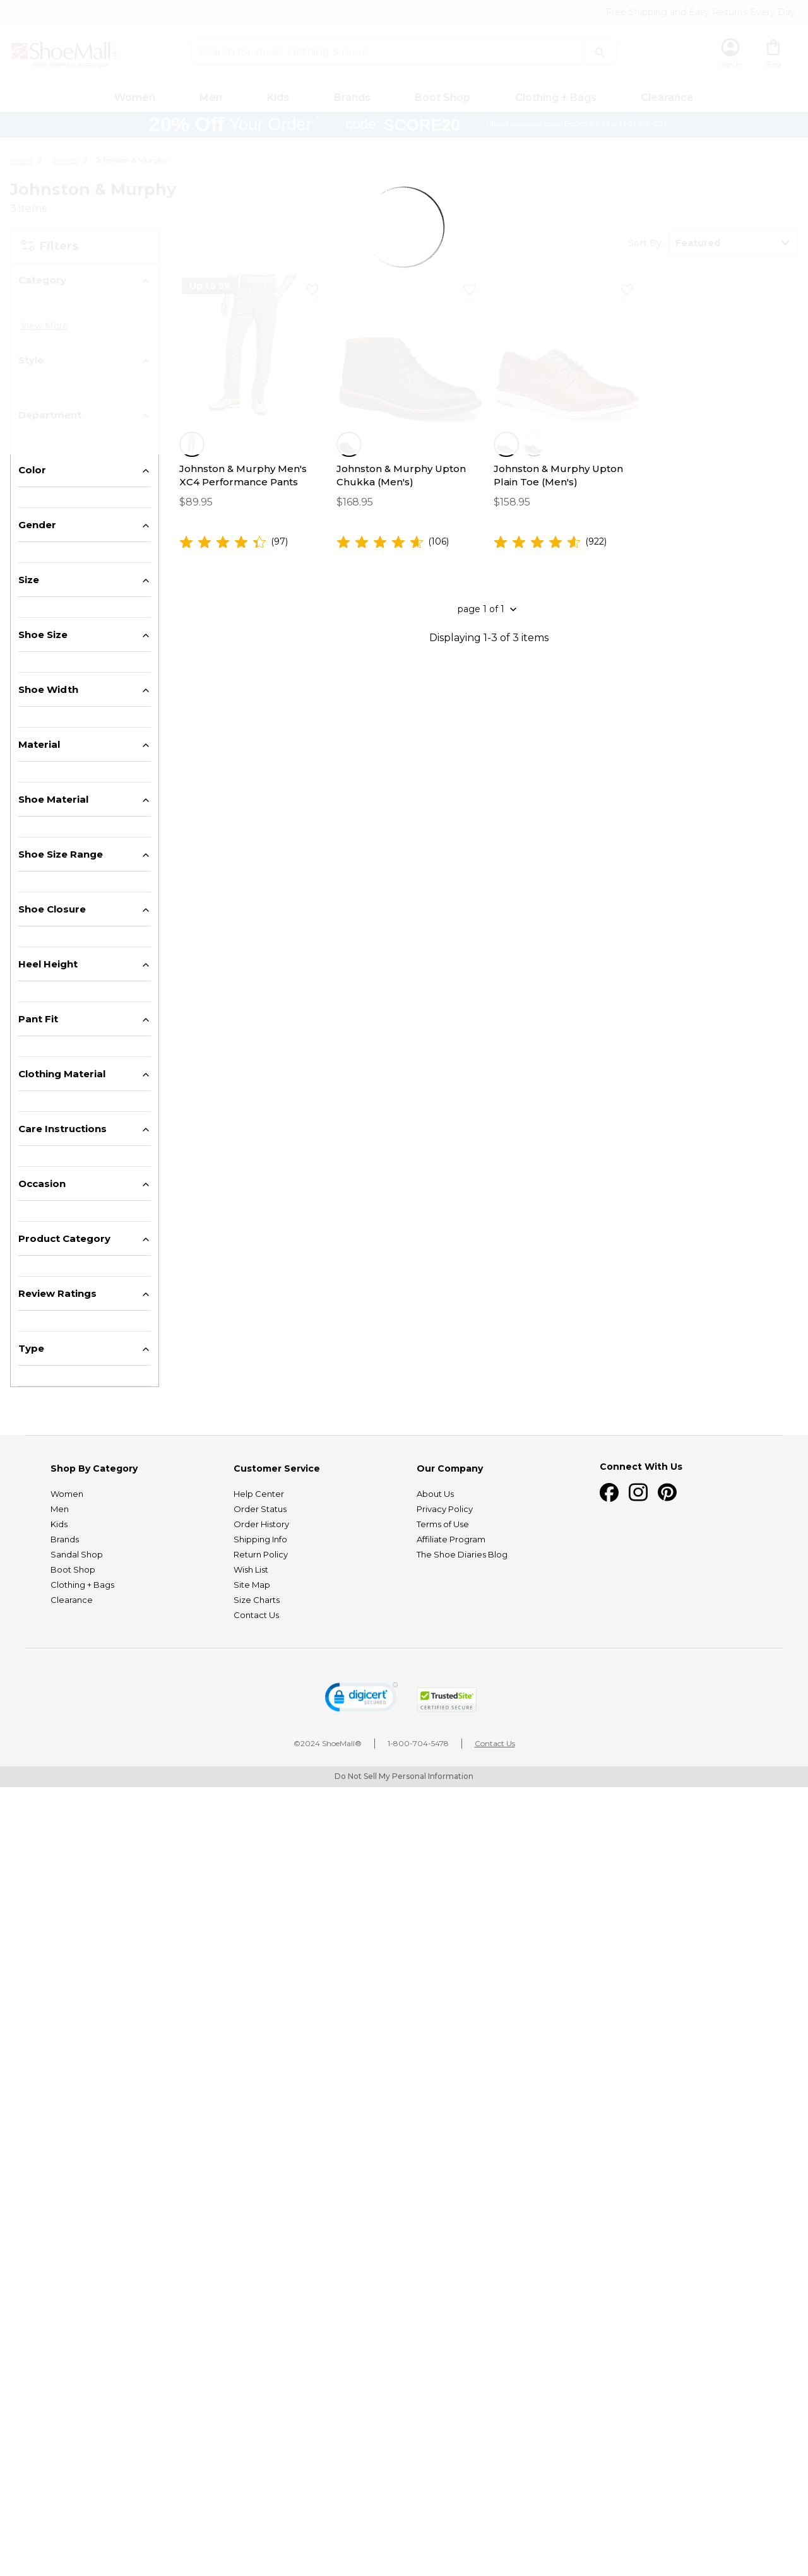 Free Shipping and Easy Returns Every Day
ShoeMall
Search for shoes, clothing & more
Sign In
Bag
Women
Men
Kids
Brands
Boot Shop
Clothing + Bags
Clearance
20% Off Your Order code: SCORE20
Home
Brands
Johnston & Murphy
Johnston & Murphy
3 items
Filters
Sort By
Featured
Category
View More
Style
Department
Color
Gender
Size
Shoe Size
Shoe Width
Material
Shoe Material
Shoe Size Range
Shoe Closure
Heel Height
Pant Fit
Clothing Material
Care Instructions
Occasion
Product Category
Review Ratings
Type
Up to 3X
Johnston & Murphy Men's
XC4 Performance Pants
$89.95
(97)
Johnston & Murphy Upton
Chukka (Men's)
$168.95
(106)
Johnston & Murphy Upton
Plain Toe (Men's)
$158.95
(922)
page 1 of 1
Displaying 1-3 of 3 items
Shop By Category
Women
Men
Kids
Brands
Sandal Shop
Boot Shop
Clothing + Bags
Clearance
Customer Service
Help Center
Order Status
Order History
Shipping Info
Return Policy
Wish List
Site Map
Size Charts
Contact Us
Our Company
About Us
Privacy Policy
Terms of Use
Affiliate Program
The Shoe Diaries Blog
Connect With Us
digicert
SECURED
TrustedSite
CERTIFIED SECURE
©2024 ShoeMall®
1-800-704-5478
Contact Us
Do Not Sell My Personal Information